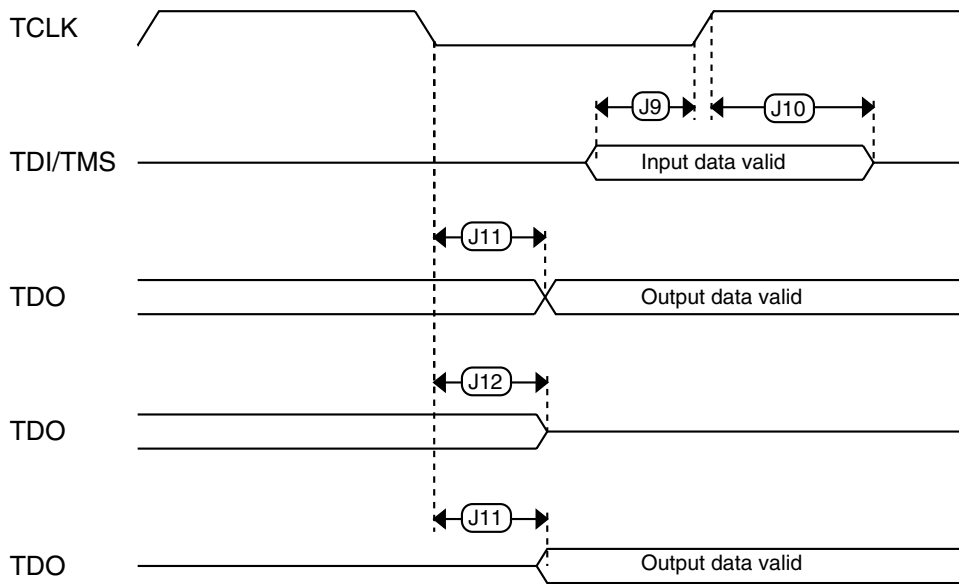 TCLK
J9
J10
TDI/TMS
Input data valid
J11
TDO
Output data valid
J12
TDO
J11
TDO
Output data valid